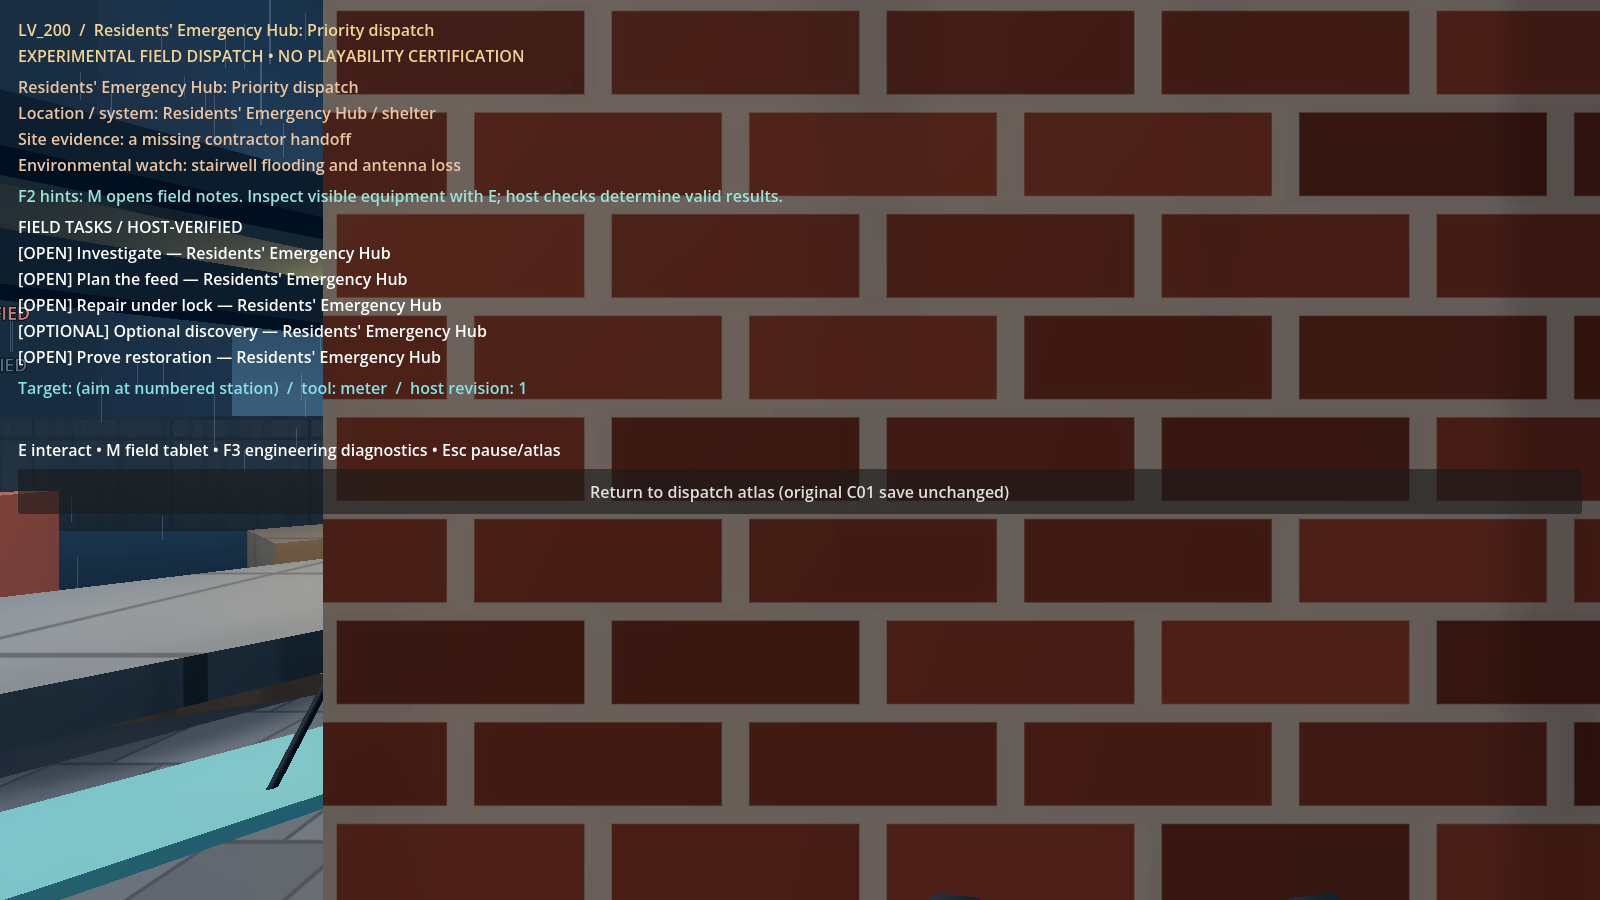 LV_200 / Residents' Emergency Hub: Priority dispatch
EXPERIMENTAL FIELD DISPATCH • NO PLAYABILITY CERTIFICATION
Residents' Emergency Hub: Priority dispatch
Location / system: Residents' Emergency Hub / shelter
Site evidence: a missing contractor handoff
Environmental watch: stairwell flooding and antenna loss
F2 hints: M opens field notes. Inspect visible equipment with E; host checks determine valid results.
FIELD TASKS / HOST-VERIFIED
[OPEN] Investigate — Residents' Emergency Hub
[OPEN] Plan the feed — Residents' Emergency Hub
[OPEN] Repair under lock — Residents' Emergency Hub
[OPTIONAL] Optional discovery — Residents' Emergency Hub
[OPEN] Prove restoration — Residents' Emergency Hub
Target: (aim at numbered station) / tool: meter / host revision: 1
E interact • M field tablet • F3 engineering diagnostics • Esc pause/atlas
Return to dispatch atlas (original C01 save unchanged)